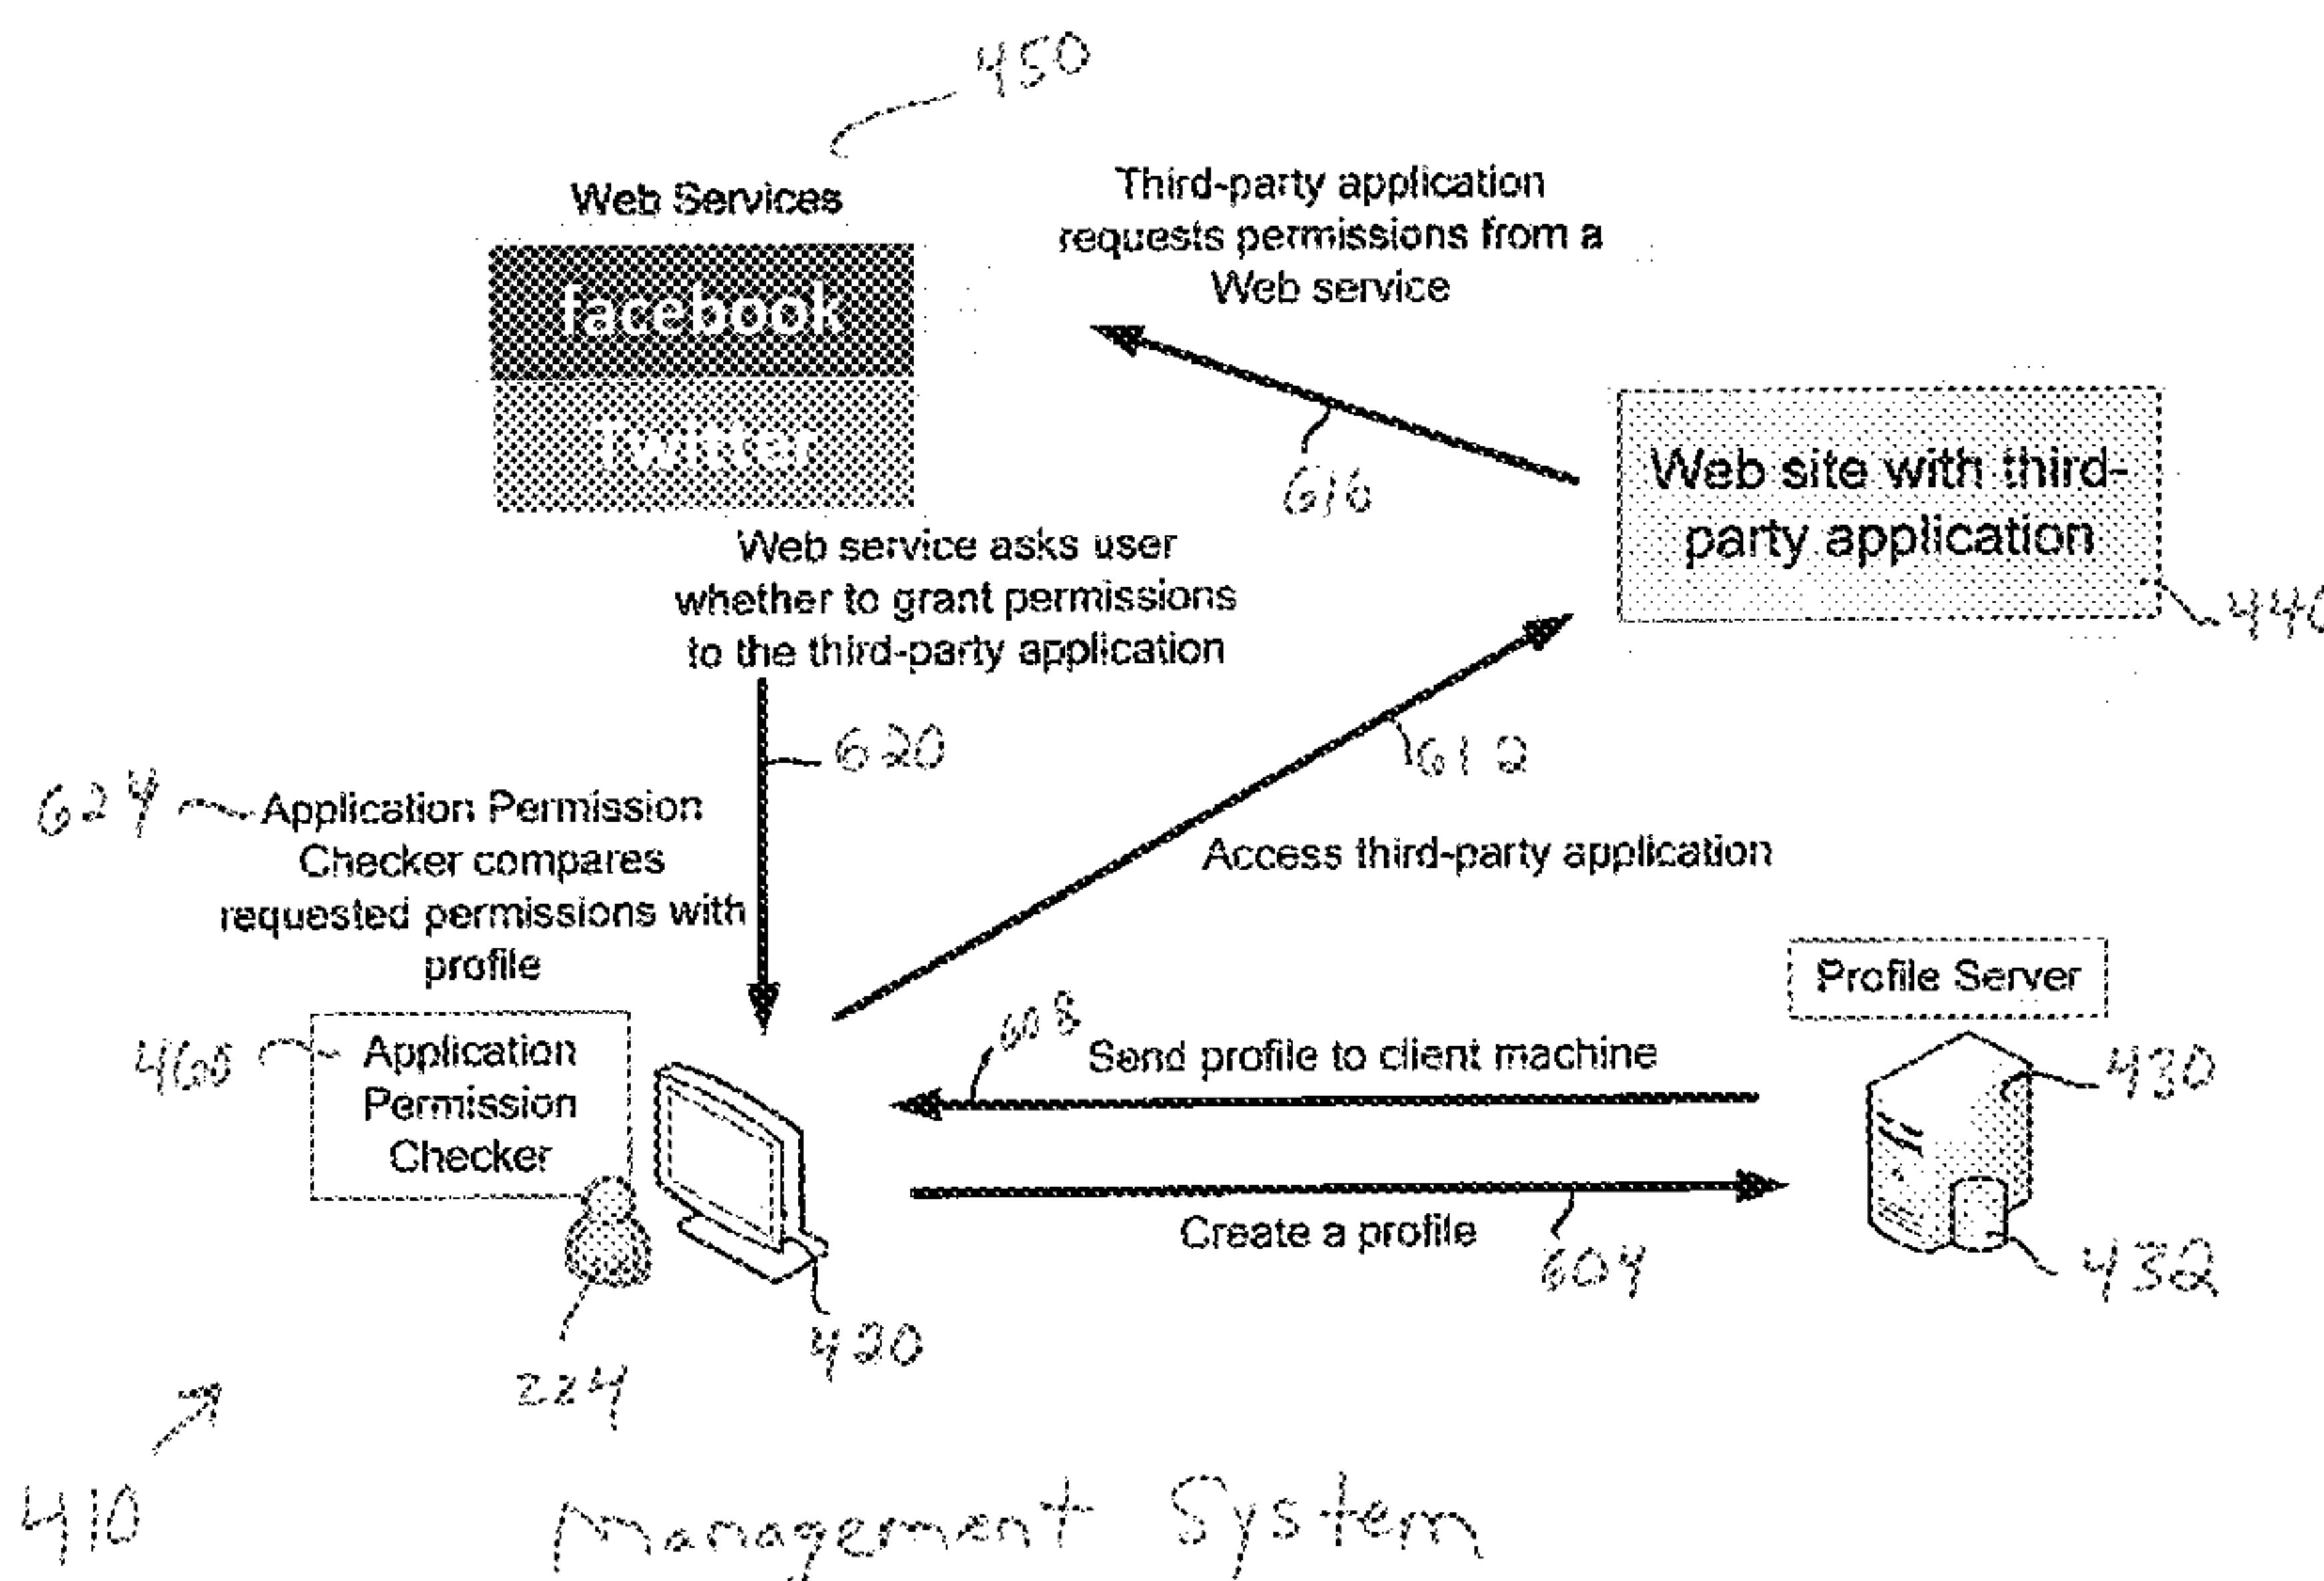 450
Web Services
facebook
Twitter
Third-party application
requests permissions from a
Web service
616
Web site with third-
party application
440
Web service asks user
whether to grant permissions
to the third-party application
620
612
624
Application Permission
Checker compares
requested permissions with
profile
Access third-party application
Profile Server
460
Application
Permission
Checker
608
Send profile to client machine
430
Create a profile
604
432
420
224
410
Management System